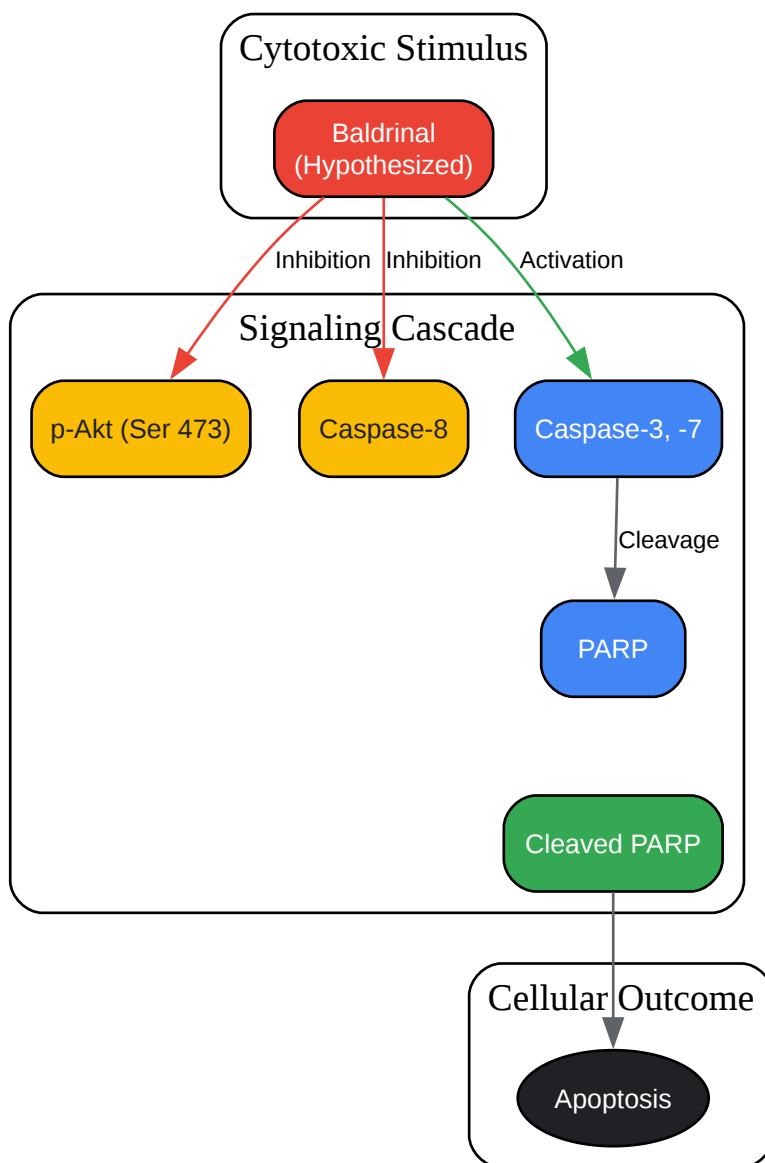 Cytotoxic Stimulus
Baldrinal
(Hypothesized)
Inhibition
Inhibition
Activation
Signaling Cascade
p-Akt (Ser 473)
Caspase-8
Caspase-3, -7
Cleavage
PARP
Cleaved PARP
Cellular Outcome
Apoptosis